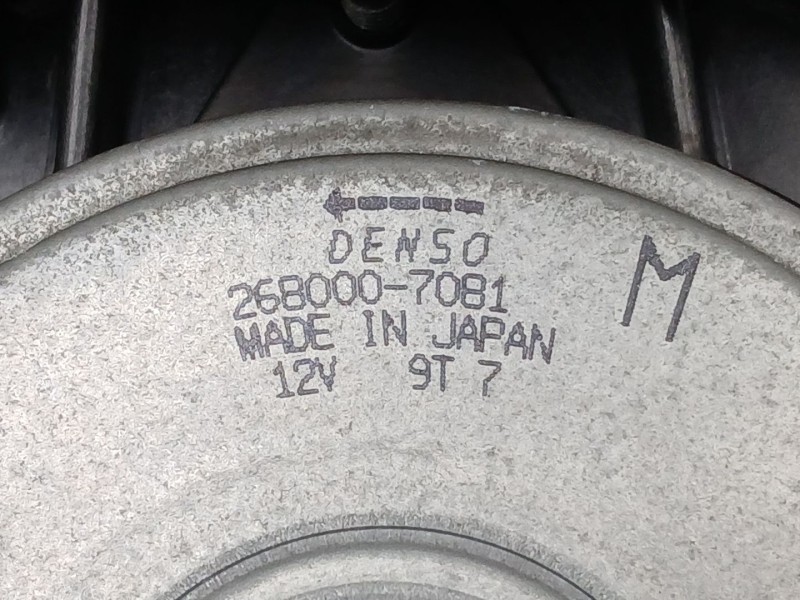 DENSO
268000-7081
M
MADE IN JAPAN
12V 9T 7